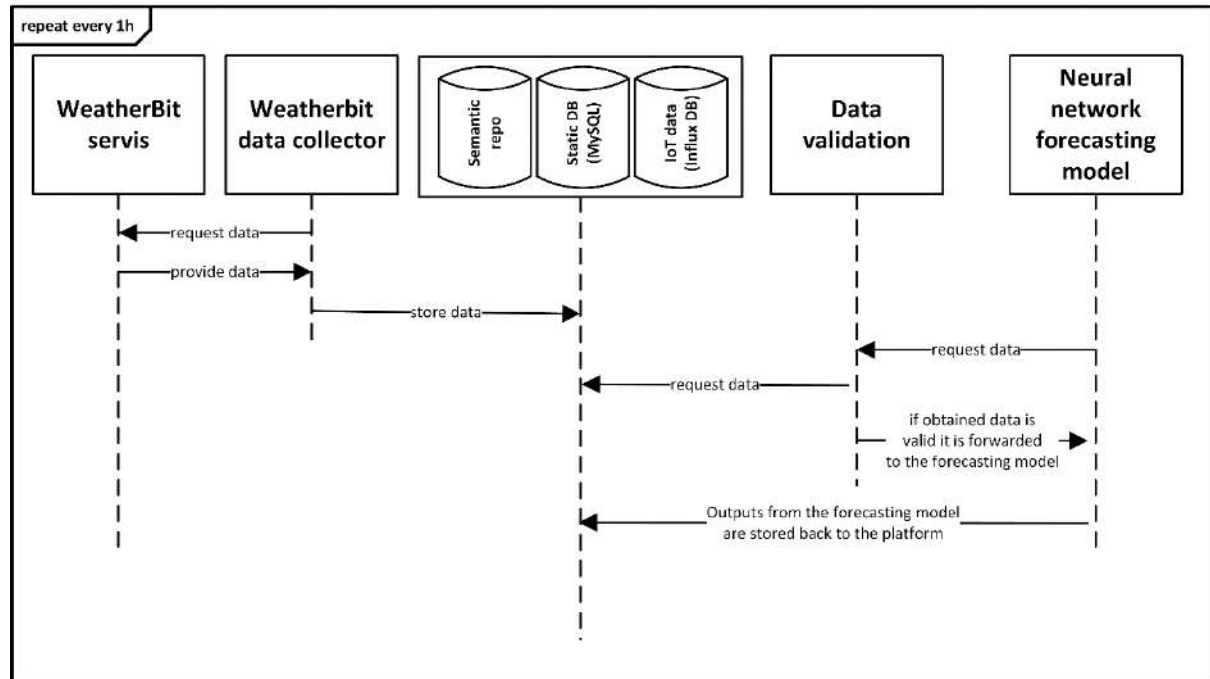 repeat every 1h
WeatherBit
servis
Weatherbit
data collector
Semantic
repo
Static DB
(MySQL)
IoT data
(Influx DB)
Data
validation
Neural
network
forecasting
model
request data
provide data
store data
request data
request data
if obtained data is
valid it is forwarded
to the forecasting model
Outputs from the forecasting model
are stored back to the platform